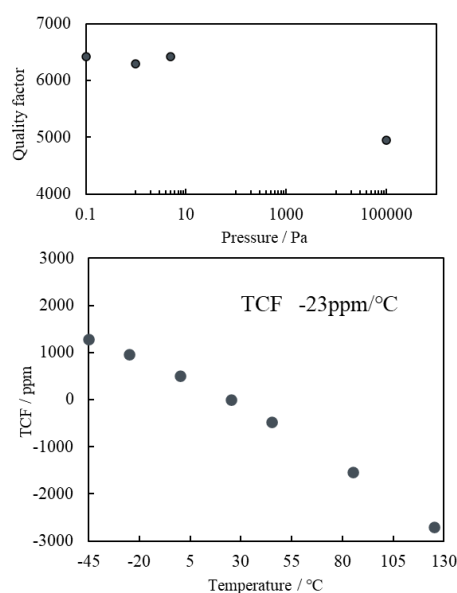 7000
6000
5000
4000
Quality factor
0.1 10 1000 100000
Pressure / Pa
3000
2000
1000
0
-1000
-2000
-3000
TCF / ppm
TCF -23ppm/°C
-45 -20 5 30 55 80 105 130
Temperature / °C